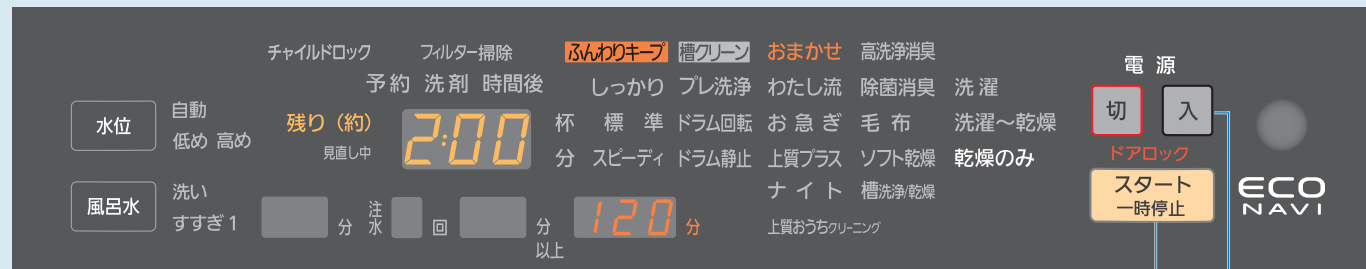 チャイルドロック フィルター掃除 ふんわりキープ 槽クリーン おまかせ 高洗浄消臭
電源
予約 洗剤 時間後 しっかり プレ洗浄 わたし流 除菌消臭 洗濯
切 入
水位 自動 残り(約) 2:00 杯 標準 ドラム回転 お急ぎ 毛布 洗濯~乾燥
低め 高め 見直し中 分 スピーディ ドラム静止 上質プラス ソフト乾燥 乾燥のみ ドアロック
風呂水 洗い ナイト 槽洗浄/乾燥 スタート
一時停止
ECO
NAVI
すすぎ1 分 注水 回 分以上 120 分 上質おうちクリーニング